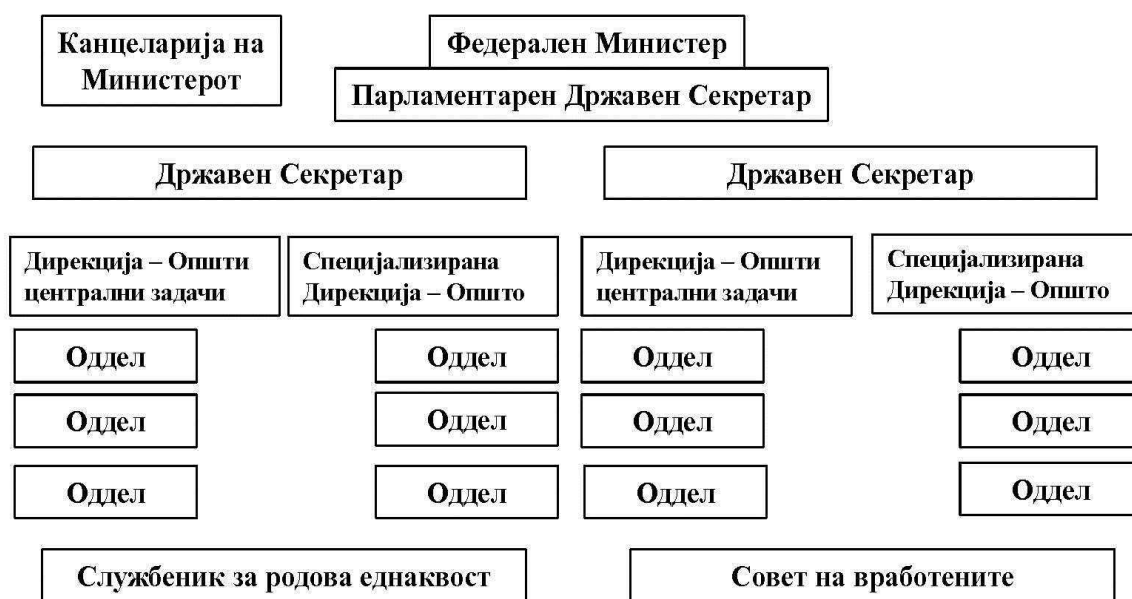 Канцеларија на
Министерот
Федерален Министер
Парламентарен Државен Секретар
Државен Секретар
Државен Секретар
Дирекција – Општи
централни задачи
Специјализирана
Дирекција – Општо
Дирекција – Општи
централни задачи
Специјализирана
Дирекција – Општо
Оддел
Оддел
Оддел
Оддел
Оддел
Оддел
Оддел
Оддел
Оддел
Оддел
Оддел
Оддел
Службеник за родова еднаквост
Совет на вработените